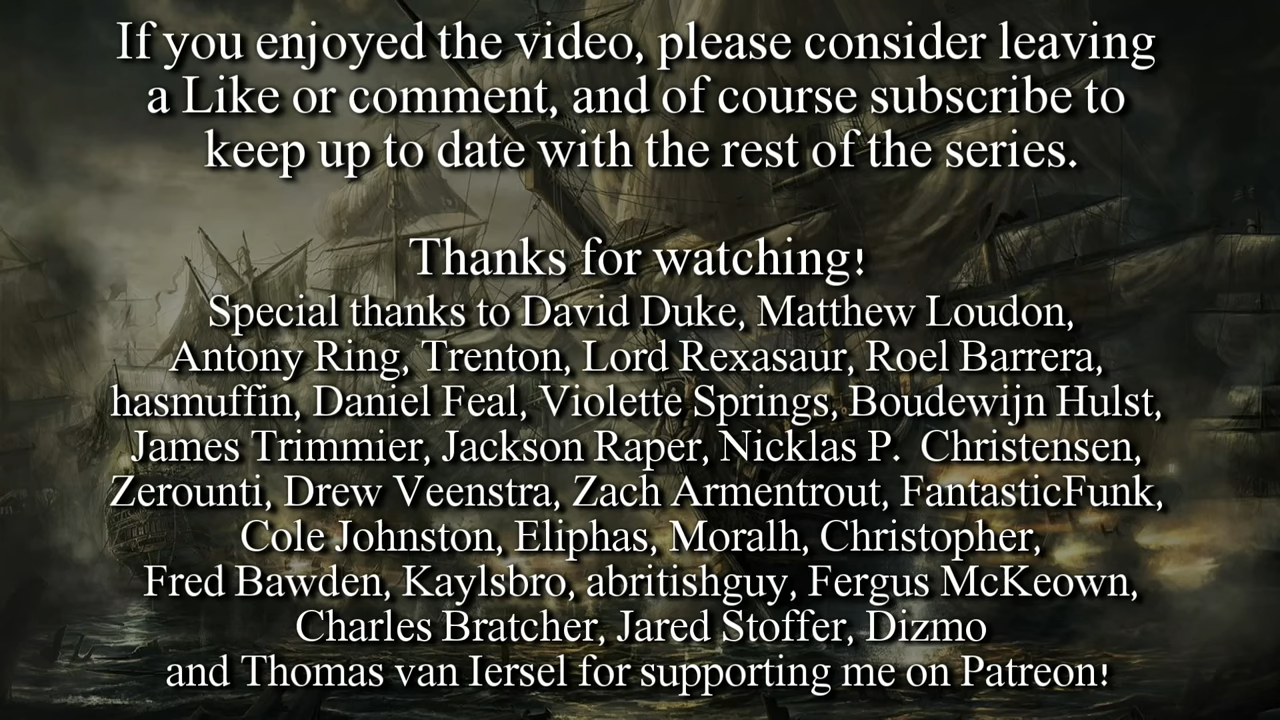 If you enjoyed the video, please consider leaving
a Like or comment, and of course subscribe to
keep up to date with the rest of the series.
Thanks for watching!
Special thanks to David Duke, Matthew Loudon,
Antony Ring, Trenton, Lord Rexasaur, Roel Barrera,
hasmuffin, Daniel Feal, Violette Springs, Boudewijn Hulst,
James Trimmier, Jackson Raper, Nicklas P.  Christensen,
Zerounti, Drew Veenstra, Zach Armentrout, FantasticFunk,
Cole Johnston, Eliphas, Moralh, Christopher,
Fred Bawden, Kaylsbro, abritishguy, Fergus McKeown,
Charles Bratcher, Jared Stoffer, Dizmo
and Thomas van Iersel for supporting me on Patreon!